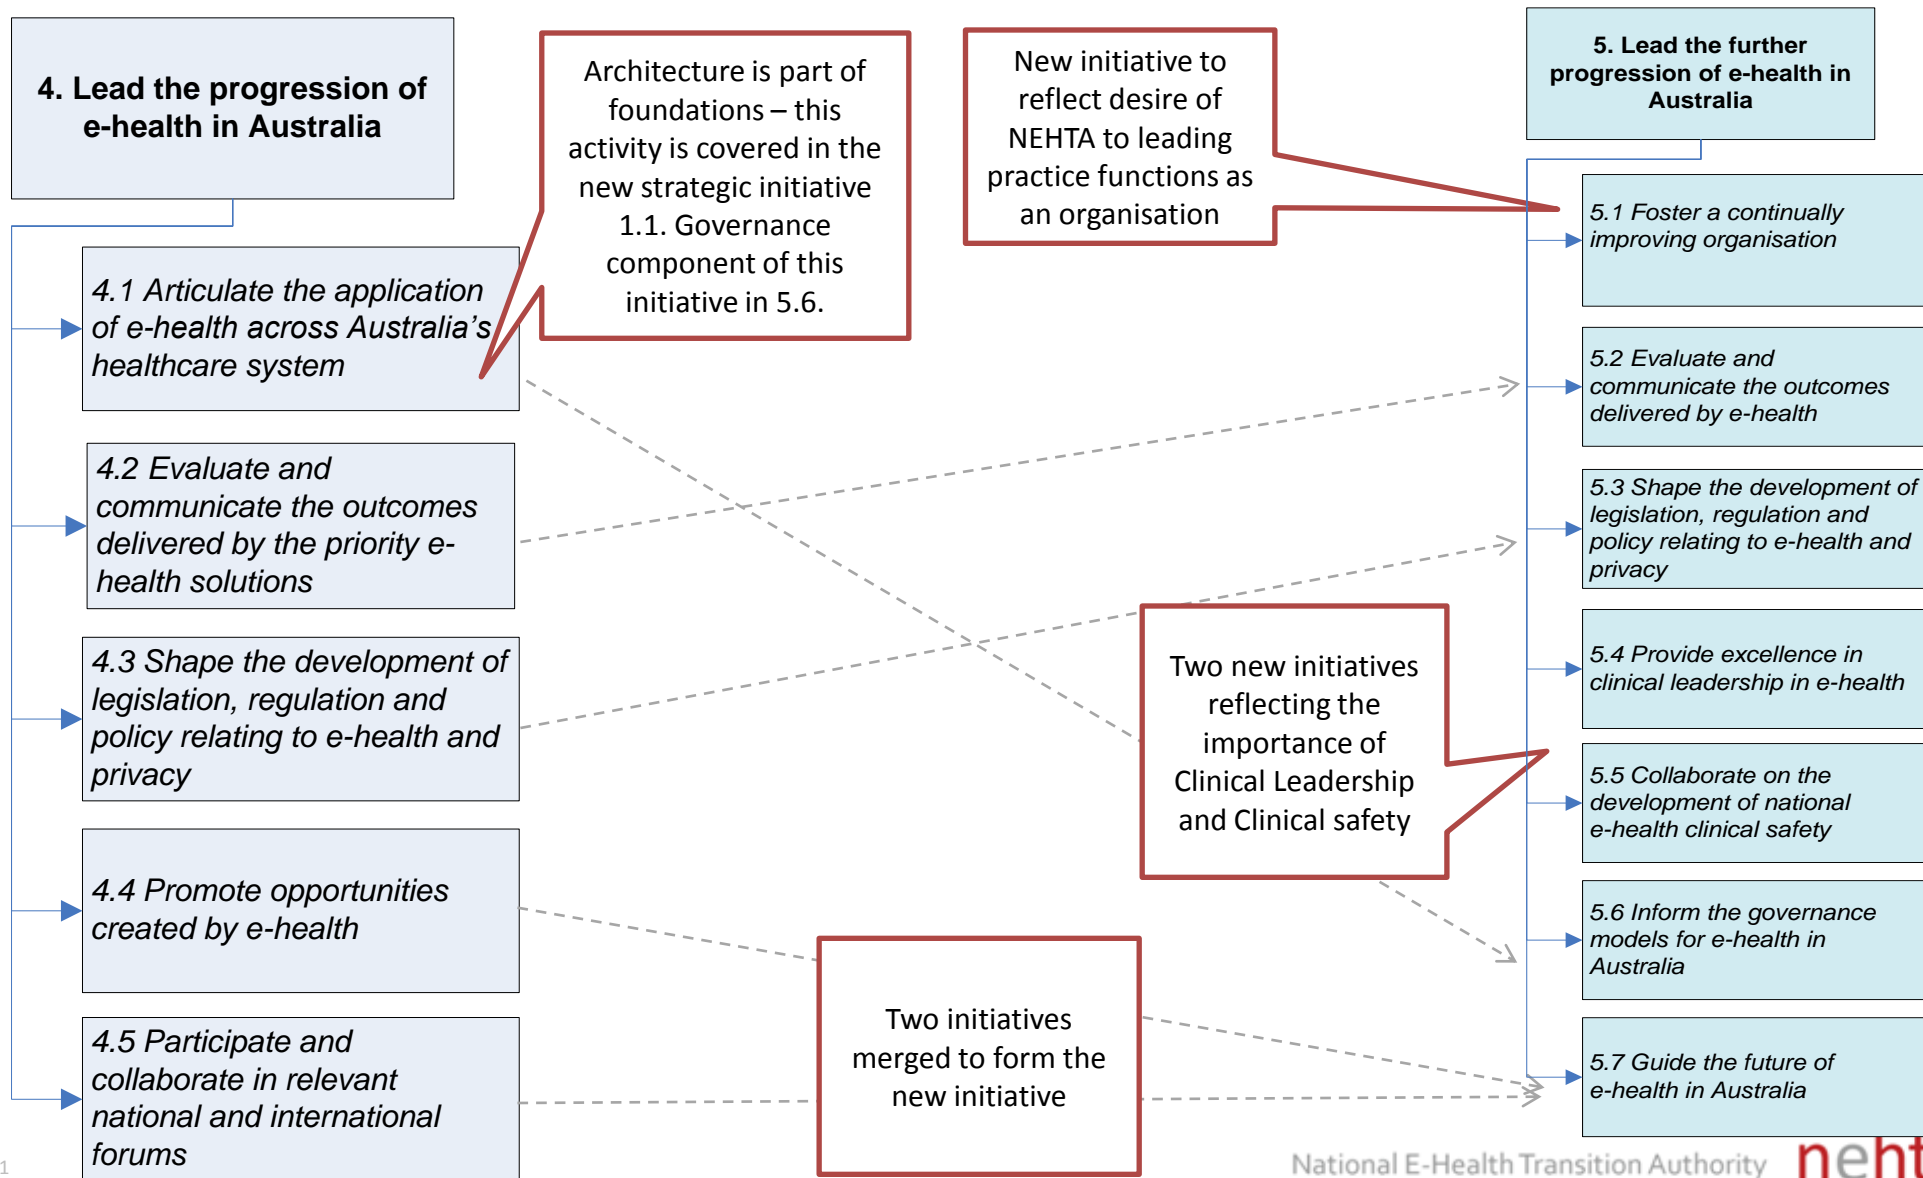 4. Lead the progression of
e-health in Australia
4.1 Articulate the application
of e-health across Australia's
healthcare system
4.2 Evaluate and
communicate the outcomes
delivered by the priority e-
health solutions
4.3 Shape the development of
legislation, regulation and
policy relating to e-health and
privacy
4.4 Promote opportunities
created by e-health
4.5 Participate and
collaborate in relevant
national and international
forums
Architecture is part of
foundations – this
activity is covered in the
new strategic initiative
1.1. Governance
component of this
initiative in 5.6.
New initiative to
reflect desire of
NEHTA to leading
practice functions as
an organisation
Two new initiatives
reflecting the
importance of
Clinical Leadership
and Clinical safety
Two initiatives
merged to form the
new initiative
5. Lead the further
progression of e-health in
Australia
5.1 Foster a continually
improving organisation
5.2 Evaluate and
communicate the outcomes
delivered by e-health
5.3 Shape the development of
legislation, regulation and
policy relating to e-health and
privacy
5.4 Provide excellence in
clinical leadership in e-health
5.5 Collaborate on the
development of national
e-health clinical safety
5.6 Inform the governance
models for e-health in
Australia
5.7 Guide the future of
e-health in Australia
1
National E-Health Transition Authority
neht